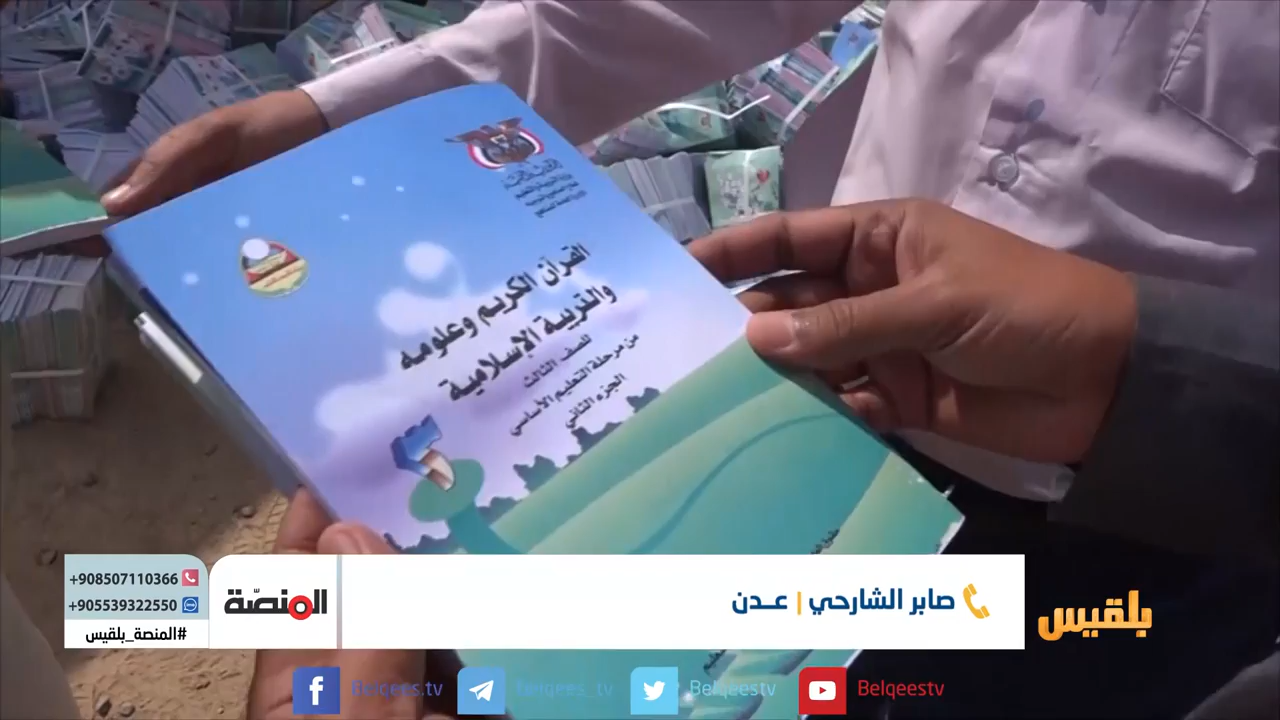 القرآن الكريم وعلومه
والتربية الإسلامية
للصف الثالث
من مرحلة التعليم الأساسي
الجزء الثاني
+908507110366
+905539322550
#المنصة_بلقيس
المنصّة
صابر الشارحي | عـدن
بلقيس
Belqees.tv
Belqees_tv
Belqeestv
Belqeestv